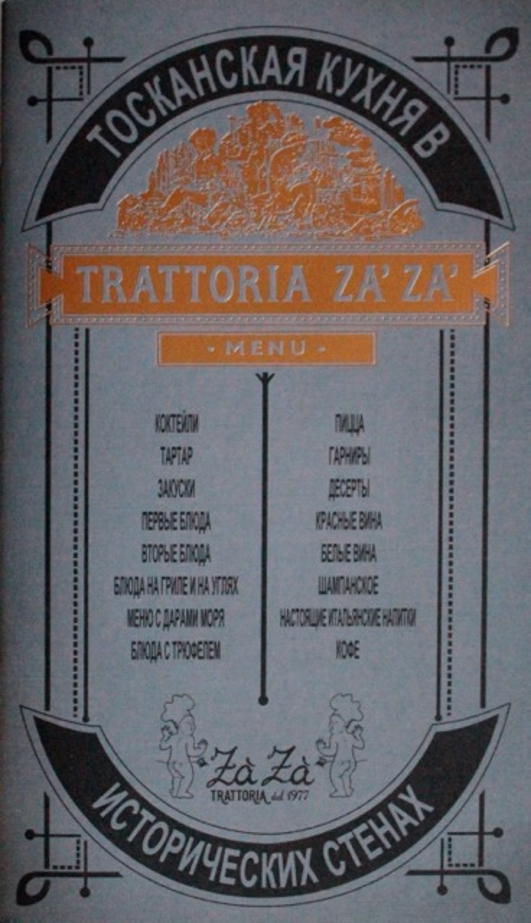 ТОСКАНСКАЯ КУХНЯ В
TRATTORIA ZA' ZA'
- MENU -
КОКТЕЙЛИ
ТАРТАР
ЗАКУСКИ
ПЕРВЫЕ БЛЮДА
ВТОРЫЕ БЛЮДА
БЛЮДА НА ГРИЛЕ И НА УГЛЯХ
МЕНЮ С ДАРАМИ МОРЯ
БЛЮДА С ТРЮФЕЛЕМ
ПИЦЦА
ГАРНИРЫ
ДЕСЕРТЫ
КРАСНЫЕ ВИНА
БЕЛЫЕ ВИНА
ШАМПАНСКОЕ
НАСТОЯЩИЕ ИТАЛЬЯНСКИЕ НАПИТКИ
КОФЕ
Zà Zà
TRATTORIA dal 1977
ИСТОРИЧЕСКИХ СТЕНАХ